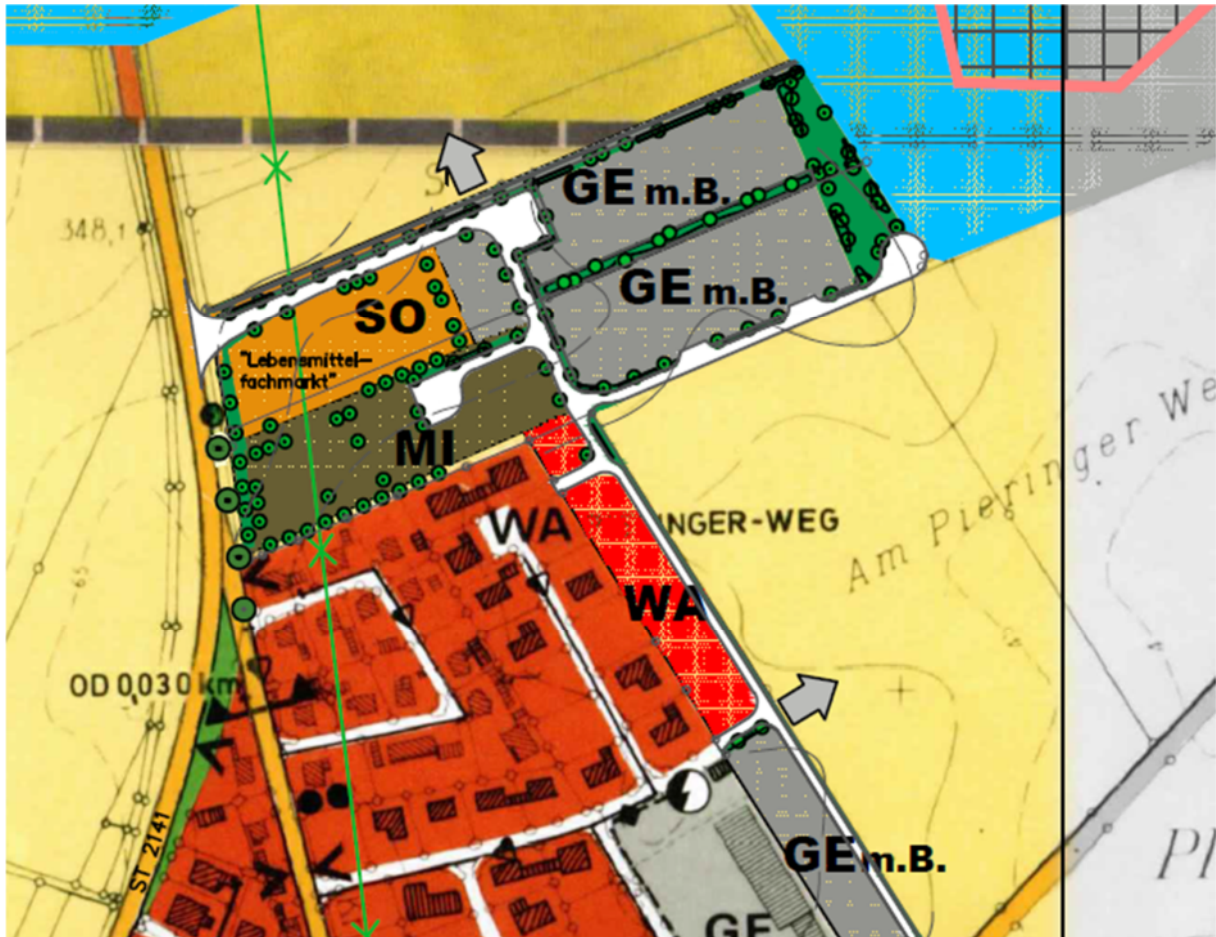 GE m.B.
348,1
GE m.B.
SO
"Lebensmittel-
fachmarkt"
MI
WA
INGER-WEG
Am Pieringer We
WA
OD 0,030 km
ST 2141
GE m.B.
Pl
GE